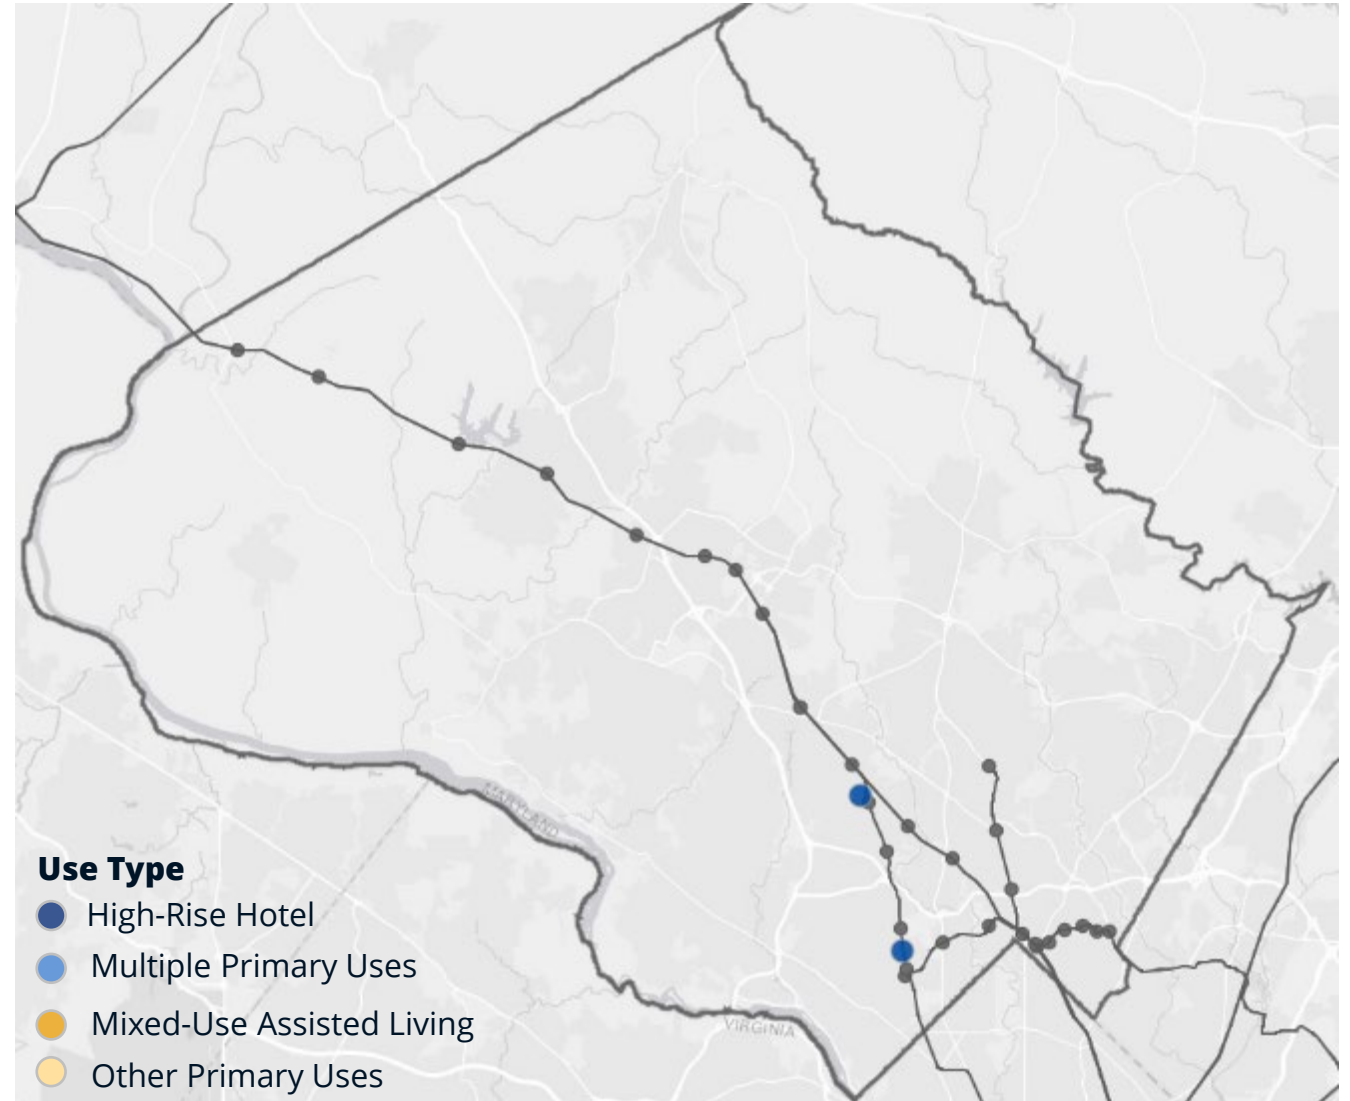 MARYLAND
VIRGINIA
Use Type
High-Rise Hotel
Multiple Primary Uses
Mixed-Use Assisted Living
Other Primary Uses